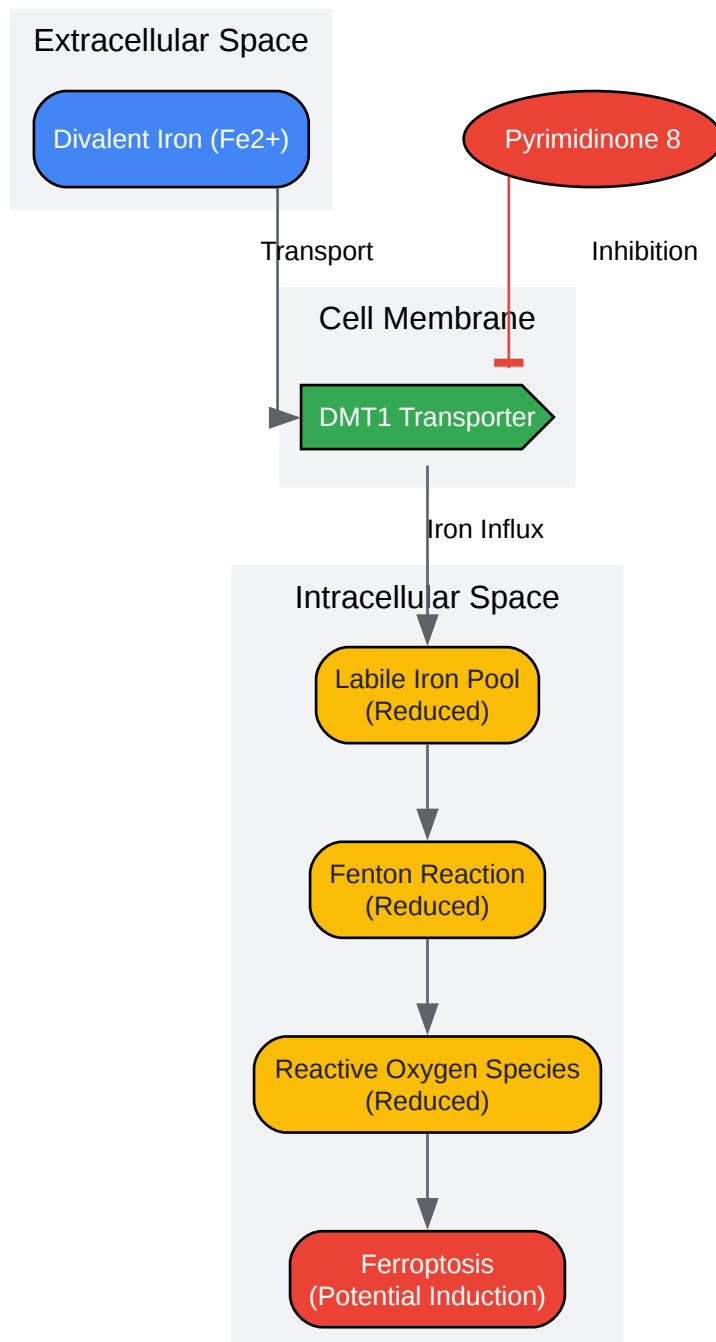 Extracellular Space
Divalent Iron (Fe2+)
Pyrimidinone 8
Transport
Inhibition
Cell Membrane
DMT1 Transporter
Iron Influx
Intracellular Space
Labile Iron Pool
(Reduced)
Fenton Reaction
(Reduced)
Reactive Oxygen Species
(Reduced)
Ferroptosis
(Potential Induction)